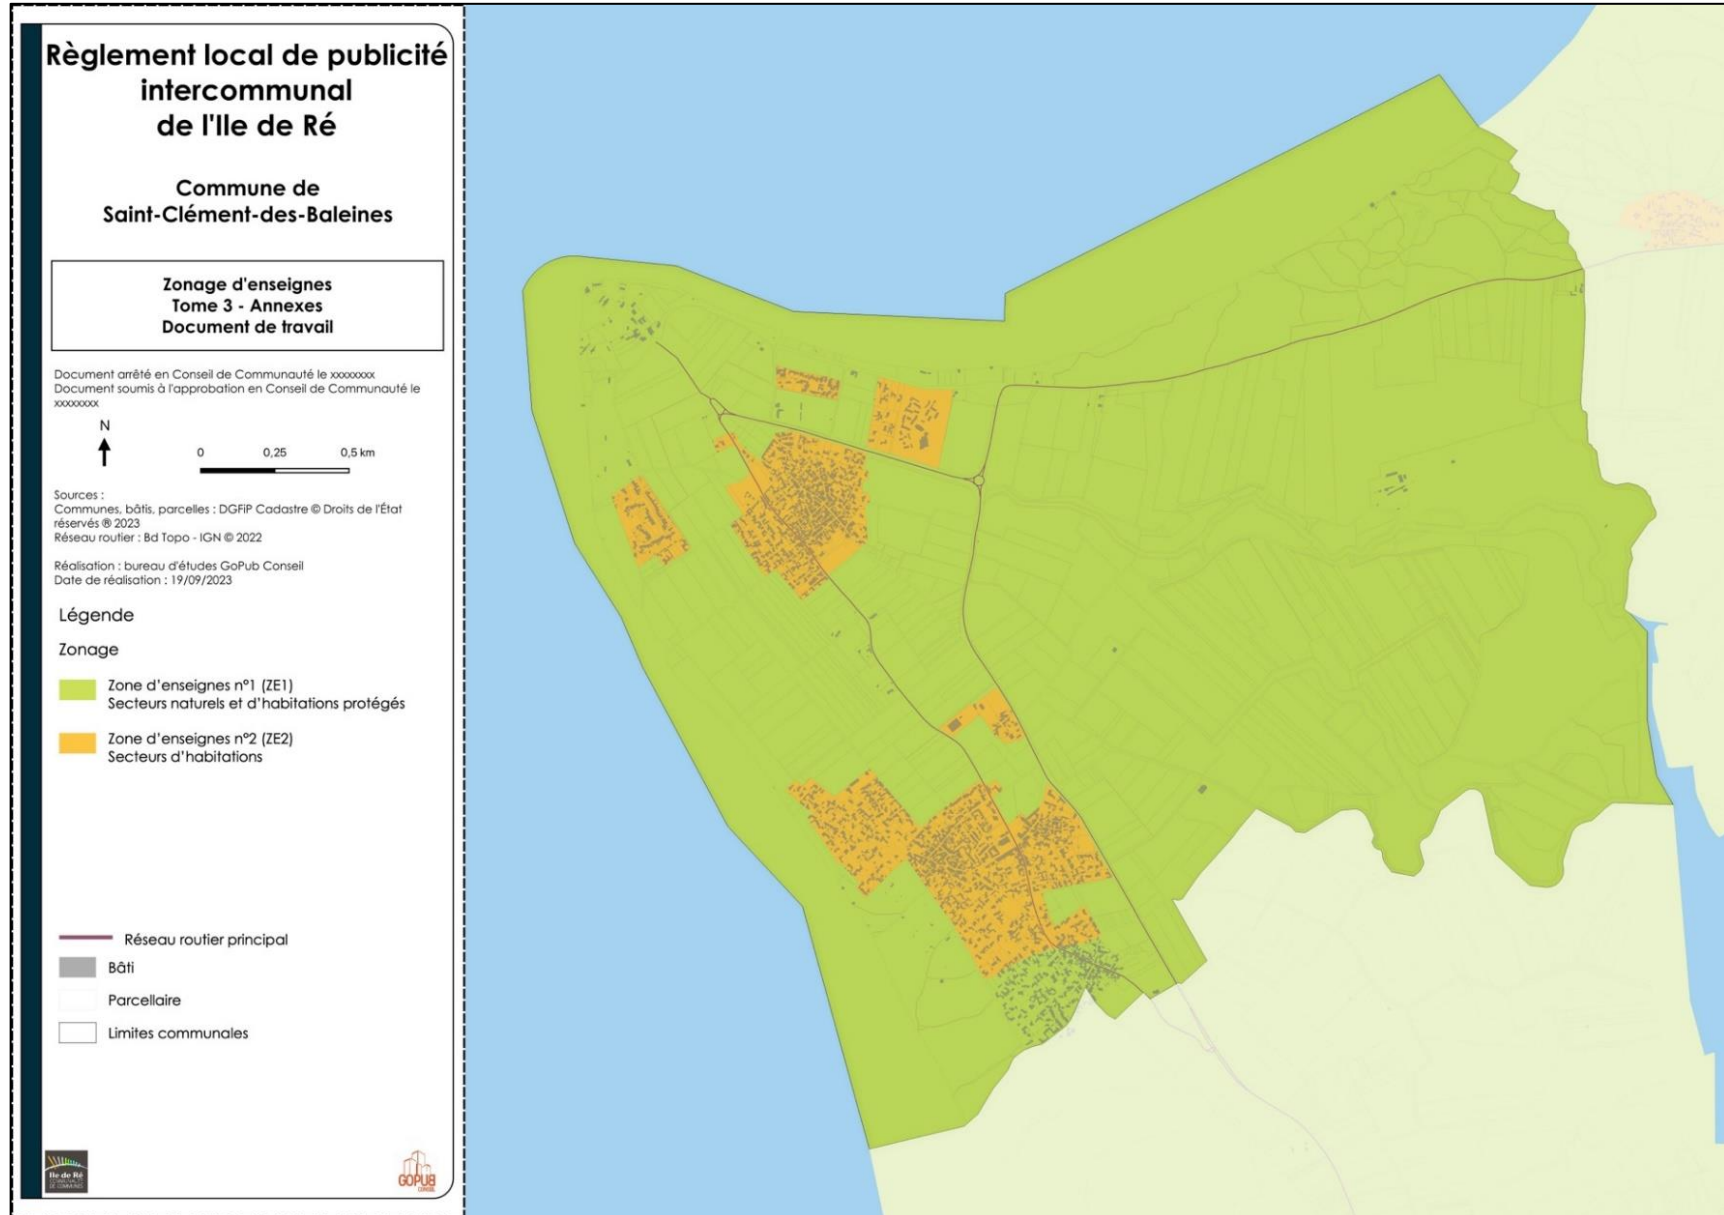 Règlement local de publicité
intercommunal
de l'Ile de Ré
Commune de
Saint-Clément-des-Baleines
Zonage d'enseignes
Tome 3 - Annexes
Document de travail
Document arrêté en Conseil de Communauté le xxxxxxxx
Document soumis à l'approbation en Conseil de Communauté le
xxxxxxxx
N
0 0,25 0,5 km
Sources :
Communes, bâtis, parcelles : DGFiP Cadastre © Droits de l'État
réservés ® 2023
Réseau routier : Bd Topo - IGN © 2022
Réalisation : bureau d'études GoPub Conseil
Date de réalisation : 19/09/2023
Légende
Zonage
Zone d'enseignes n°1 (ZE1)
Secteurs naturels et d'habitations protégés
Zone d'enseignes n°2 (ZE2)
Secteurs d'habitations
Réseau routier principal
Bâti
Parcellaire
Limites communales
Ile de Ré
COMMUNAUTÉ
DE COMMUNES
GOPUB
CONSEIL